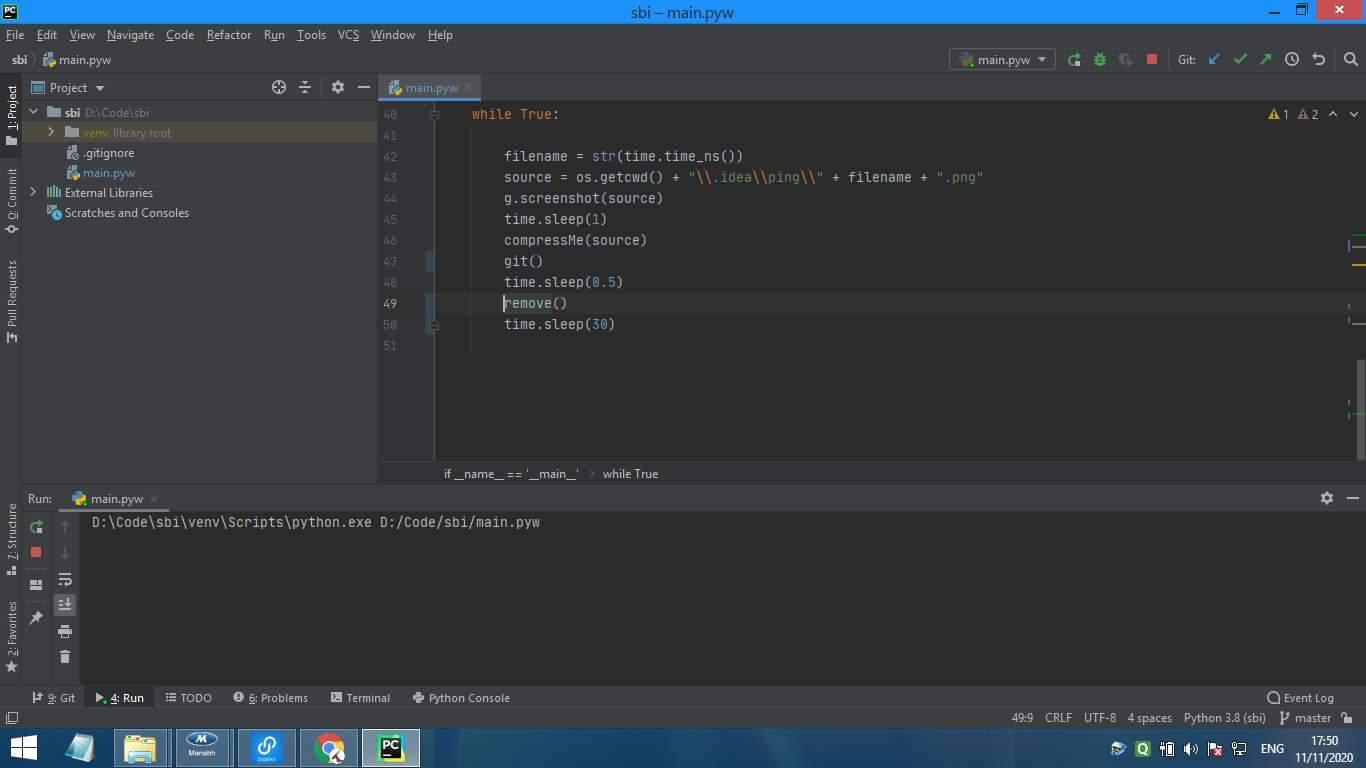 sbi – main.pyw
File Edit View Navigate Code Refactor Run Tools VCS Window Help
sbi main.pyw
main.pyw Git:
1: Project
0: Commit
Pull Requests
7: Structure
2: Favorites
Project
sbi D:\Code\sbi
venv library root
.gitignore
main.pyw
External Libraries
Scratches and Consoles
main.pyw
1 2
40 while True:
41
42 filename = str(time.time_ns())
43 source = os.getcwd() + "\\.idea\\ping\\" + filename + ".png"
44 g.screenshot(source)
45 time.sleep(1)
46 compressMe(source)
47 git()
48 time.sleep(0.5)
49 remove()
50 time.sleep(30)
51
if __name__ == '__main__' › while True
Run: main.pyw
D:\Code\sbi\venv\Scripts\python.exe D:/Code/sbi/main.pyw
9: Git 4: Run TODO 6: Problems Terminal Python Console Event Log
49:9 CRLF UTF-8 4 spaces Python 3.8 (sbi) master
Manabh
DIGIPAY
PC
ENG
17:50
11/11/2020